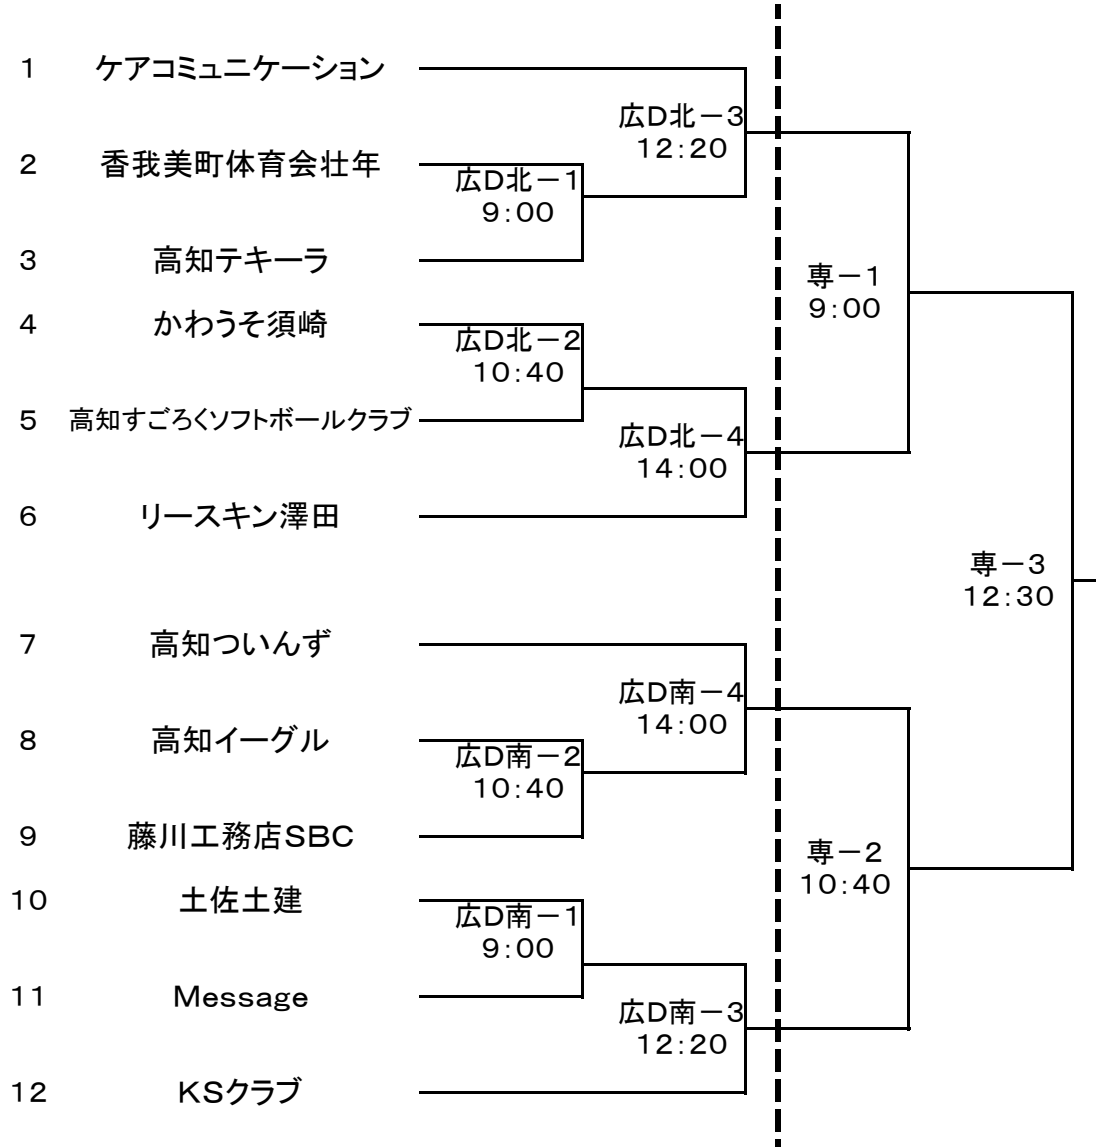 1 ケアコミュニケーション
広D北－3
12:20
2 香我美町体育会壮年
広D北－1
9:00
3 高知テキーラ
専－1
9:00
4 かわうそ須崎
広D北－2
10:40
5 高知すごろくソフトボールクラブ
広D北－4
14:00
6 リースキン澤田
専－3
12:30
7 高知ついんず
広D南－4
14:00
8 高知イーグル
広D南－2
10:40
9 藤川工務店SBC
専－2
10:40
10 土佐土建
広D南－1
9:00
11 Message
広D南－3
12:20
12 KSクラブ